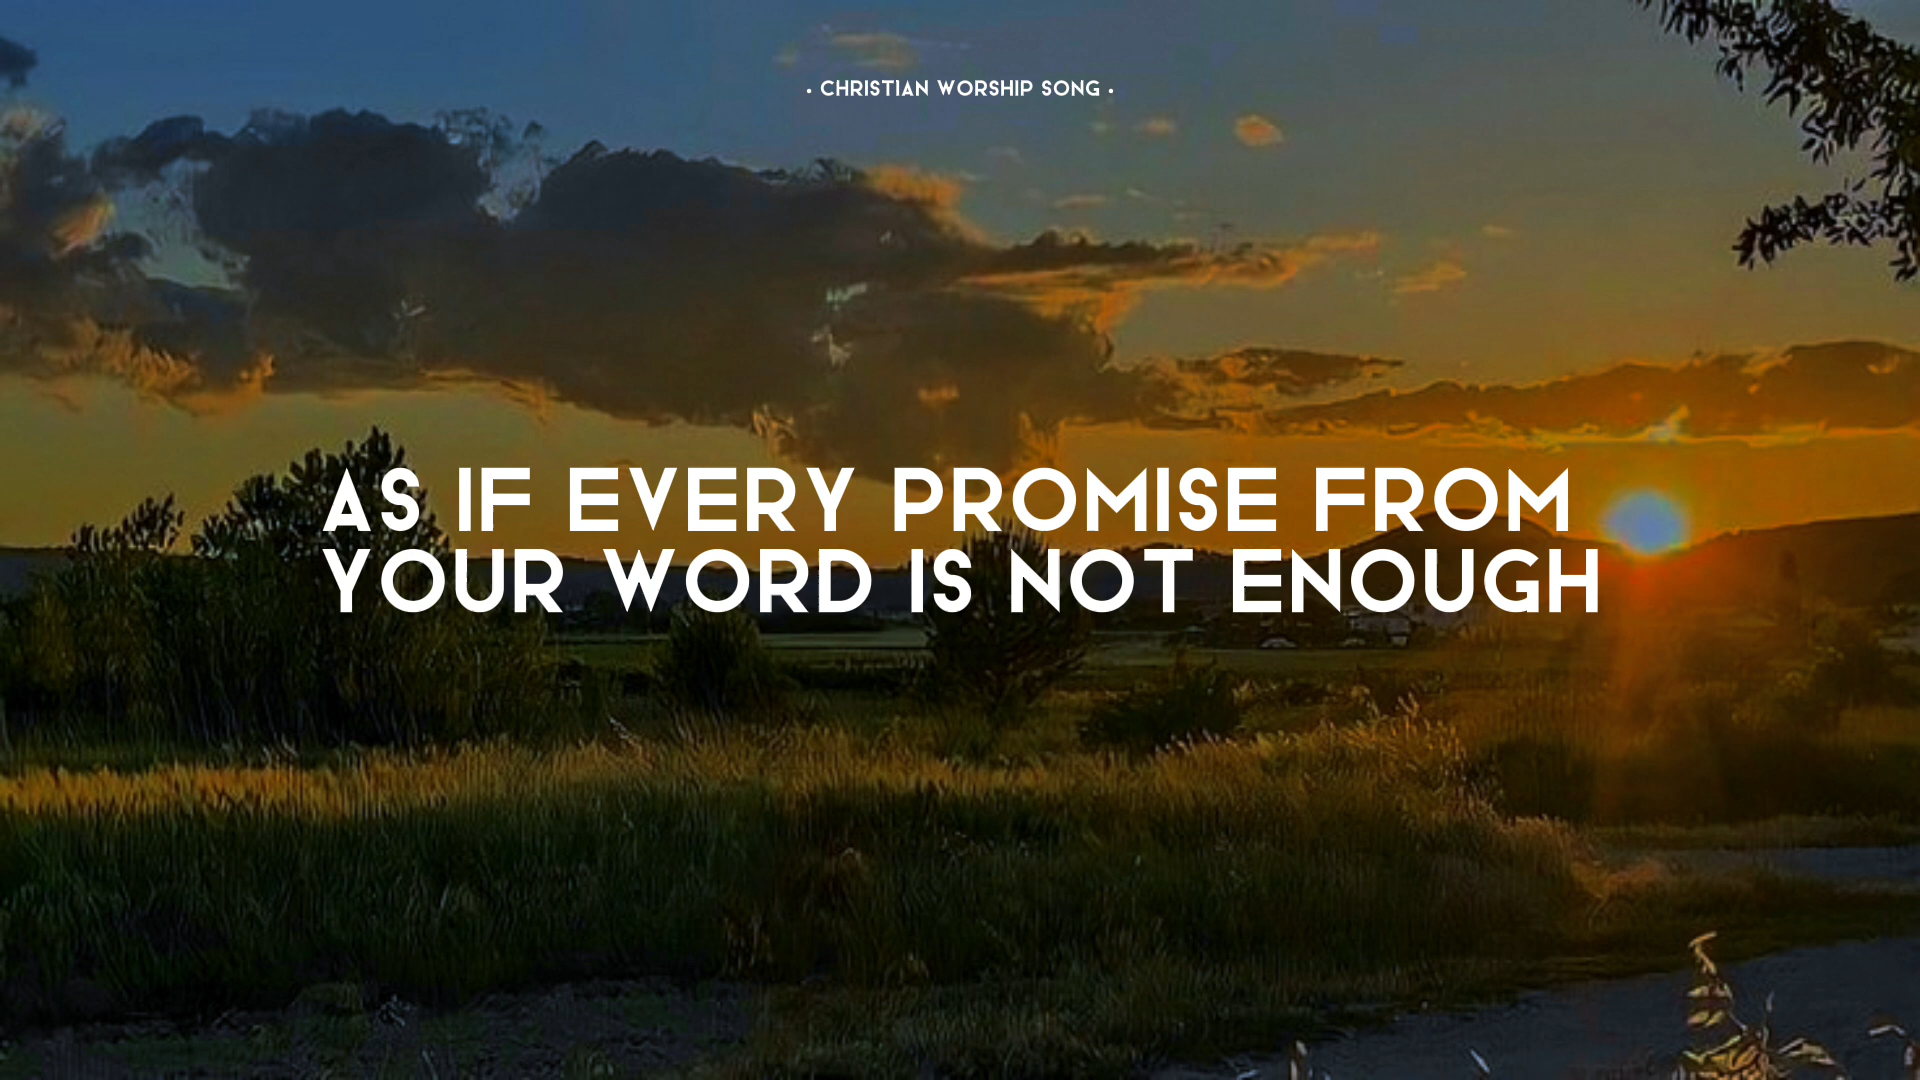 • CHRISTIAN WORSHIP SONG •
AS IF EVERY PROMISE FROM
YOUR WORD IS NOT ENOUGH